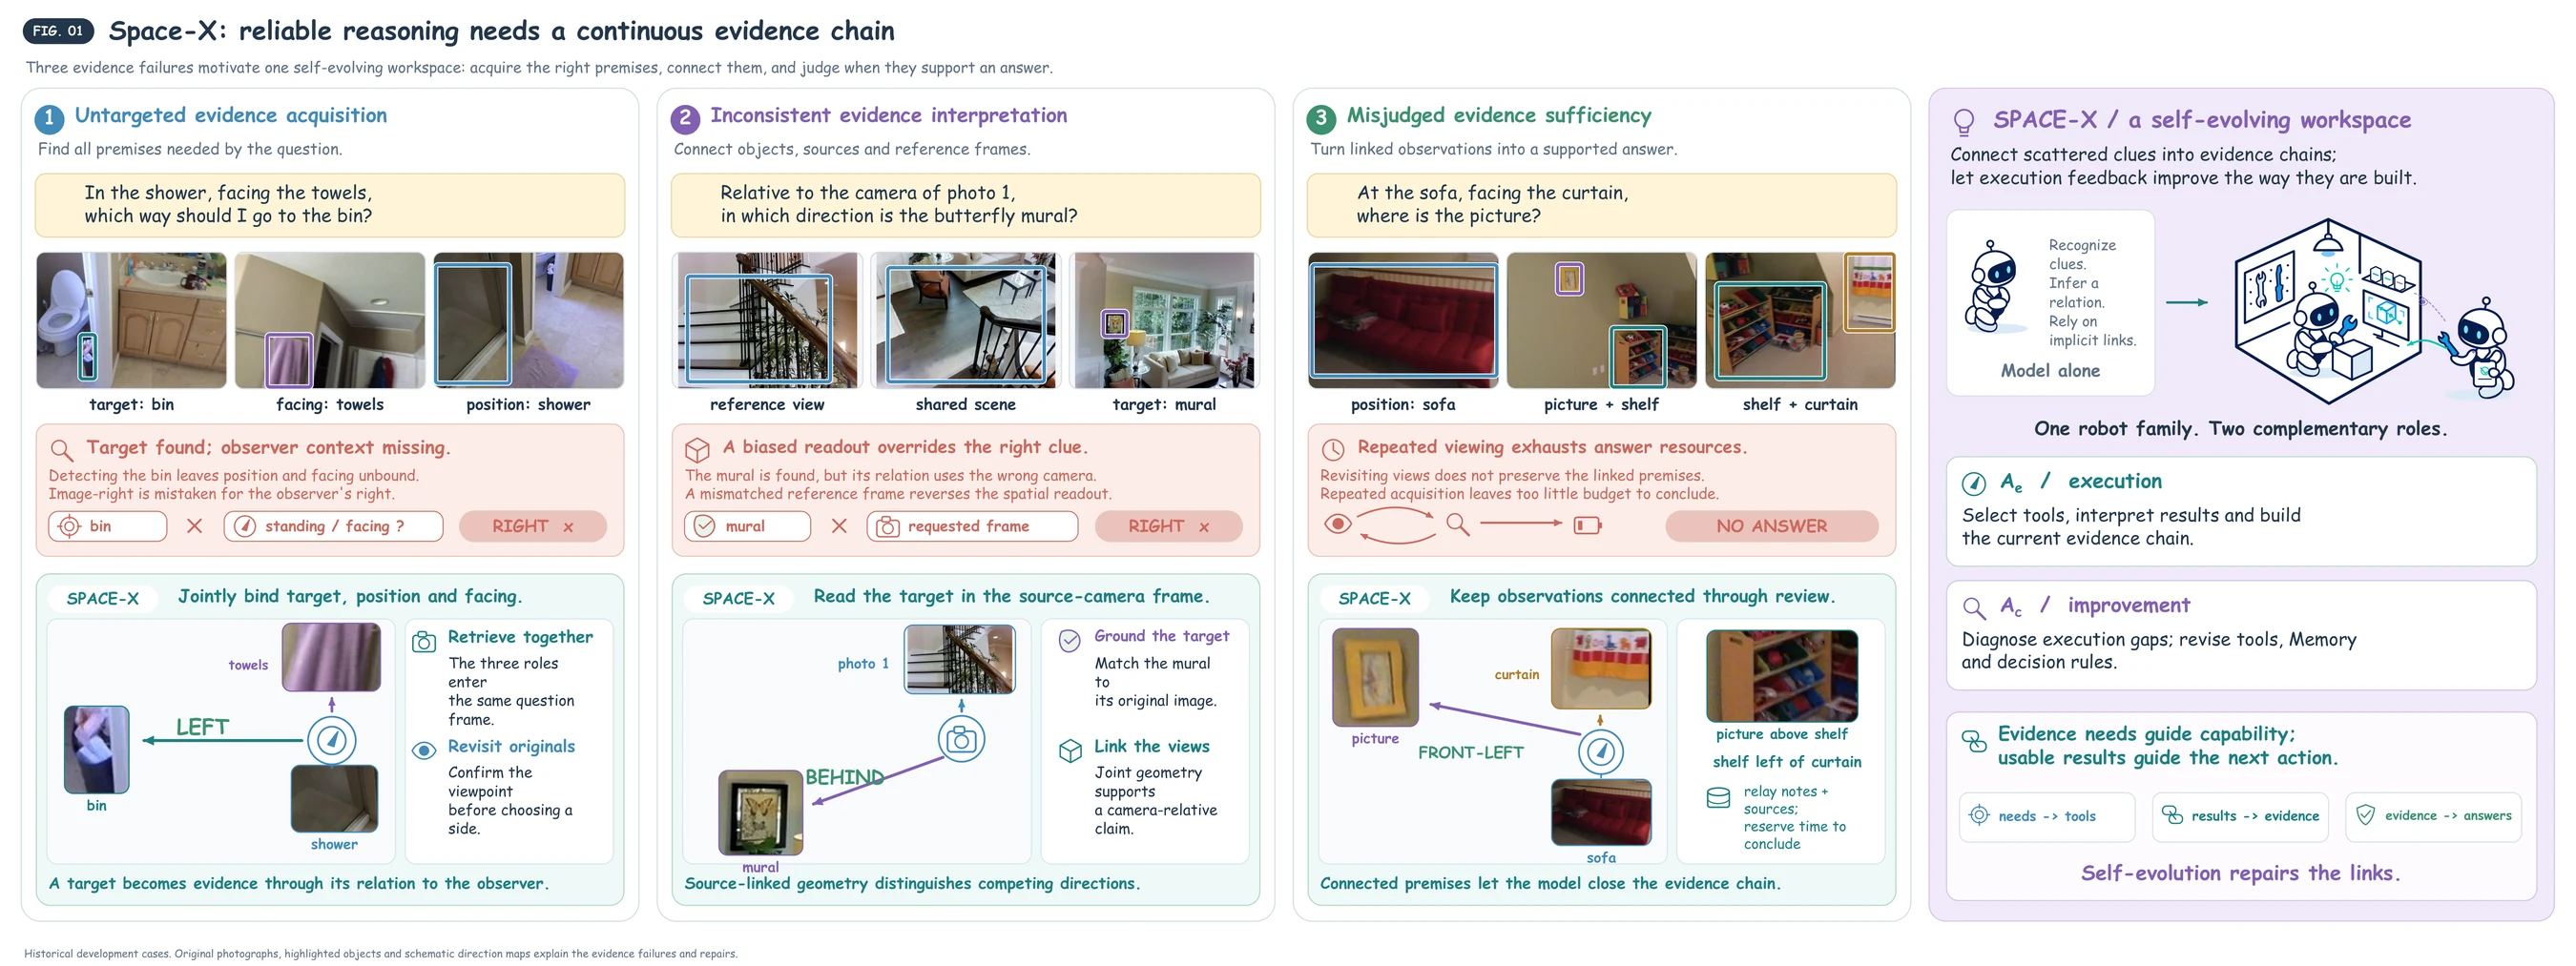 FIG. 01
Space-X: reliable reasoning needs a continuous evidence chain
Three evidence failures motivate one self-evolving workspace: acquire the right premises, connect them, and judge when they support an answer.
1
Untargeted evidence acquisition
Find all premises needed by the question.
In the shower, facing the towels,
which way should I go to the bin?
target: bin
facing: towels
position: shower
Target found; observer context missing.
Detecting the bin leaves position and facing unbound.
Image-right is mistaken for the observer's right.
bin
standing / facing ?
RIGHT x
SPACE-X
Jointly bind target, position and facing.
towels
LEFT
bin
shower
Retrieve together
The three roles
enter
the same question
frame.
Revisit originals
Confirm the
viewpoint
before choosing a
side.
A target becomes evidence through its relation to the observer.
2
Inconsistent evidence interpretation
Connect objects, sources and reference frames.
Relative to the camera of photo 1,
in which direction is the butterfly mural?
reference view
shared scene
target: mural
A biased readout overrides the right clue.
The mural is found, but its relation uses the wrong camera.
A mismatched reference frame reverses the spatial readout.
mural
requested frame
RIGHT x
SPACE-X
Read the target in the source-camera frame.
photo 1
BEHIND
mural
Ground the target
Match the mural
to
its original image.
Link the views
Joint geometry
supports
a camera-relative
claim.
Source-linked geometry distinguishes competing directions.
3
Misjudged evidence sufficiency
Turn linked observations into a supported answer.
At the sofa, facing the curtain,
where is the picture?
position: sofa
picture + shelf
shelf + curtain
Repeated viewing exhausts answer resources.
Revisiting views does not preserve the linked premises.
Repeated acquisition leaves too little budget to conclude.
NO ANSWER
SPACE-X
Keep observations connected through review.
curtain
picture
FRONT-LEFT
sofa
picture above shelf
shelf left of curtain
relay notes +
sources;
reserve time to
conclude
Connected premises let the model close the evidence chain.
SPACE-X / a self-evolving workspace
Connect scattered clues into evidence chains;
let execution feedback improve the way they are built.
Recognize
clues.
Infer a
relation.
Rely on
implicit links.
Model alone
One robot family. Two complementary roles.
Ae / execution
Select tools, interpret results and build
the current evidence chain.
Ac / improvement
Diagnose execution gaps; revise tools, Memory
and decision rules.
Evidence needs guide capability;
usable results guide the next action.
needs -> tools
results -> evidence
evidence -> answers
Self-evolution repairs the links.
Historical development cases. Original photographs, highlighted objects and schematic direction maps explain the evidence failures and repairs.